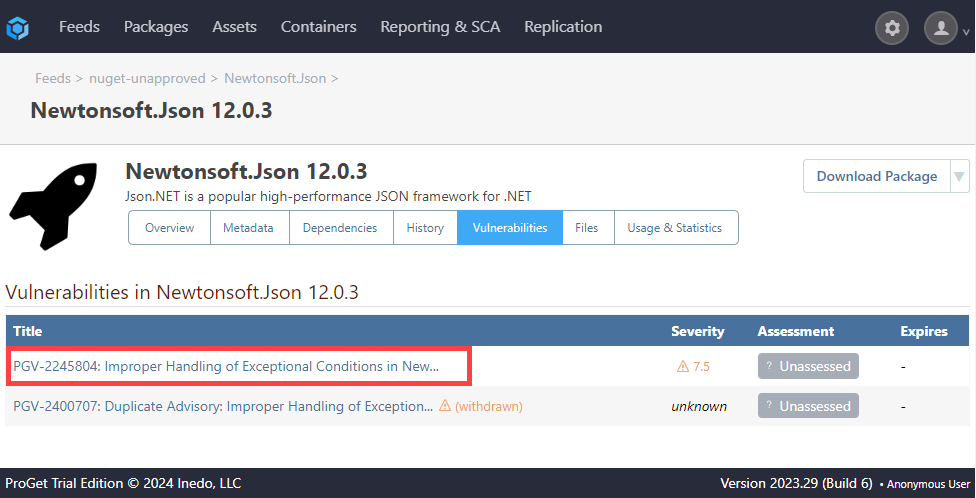 Feeds Packages Assets Containers Reporting & SCA Replication
Feeds > nuget-unapproved > Newtonsoft.Json >
Newtonsoft.Json 12.0.3
Newtonsoft.Json 12.0.3
Download Package
Json.NET is a popular high-performance JSON framework for .NET
Overview Metadata Dependencies History Vulnerabilities Files Usage & Statistics
Vulnerabilities in Newtonsoft.Json 12.0.3
Title Severity Assessment Expires
PGV-2245804: Improper Handling of Exceptional Conditions in New... 7.5 ? Unassessed -
PGV-2400707: Duplicate Advisory: Improper Handling of Exception... (withdrawn) unknown ? Unassessed -
ProGet Trial Edition © 2024 Inedo, LLC Version 2023.29 (Build 6) • Anonymous User